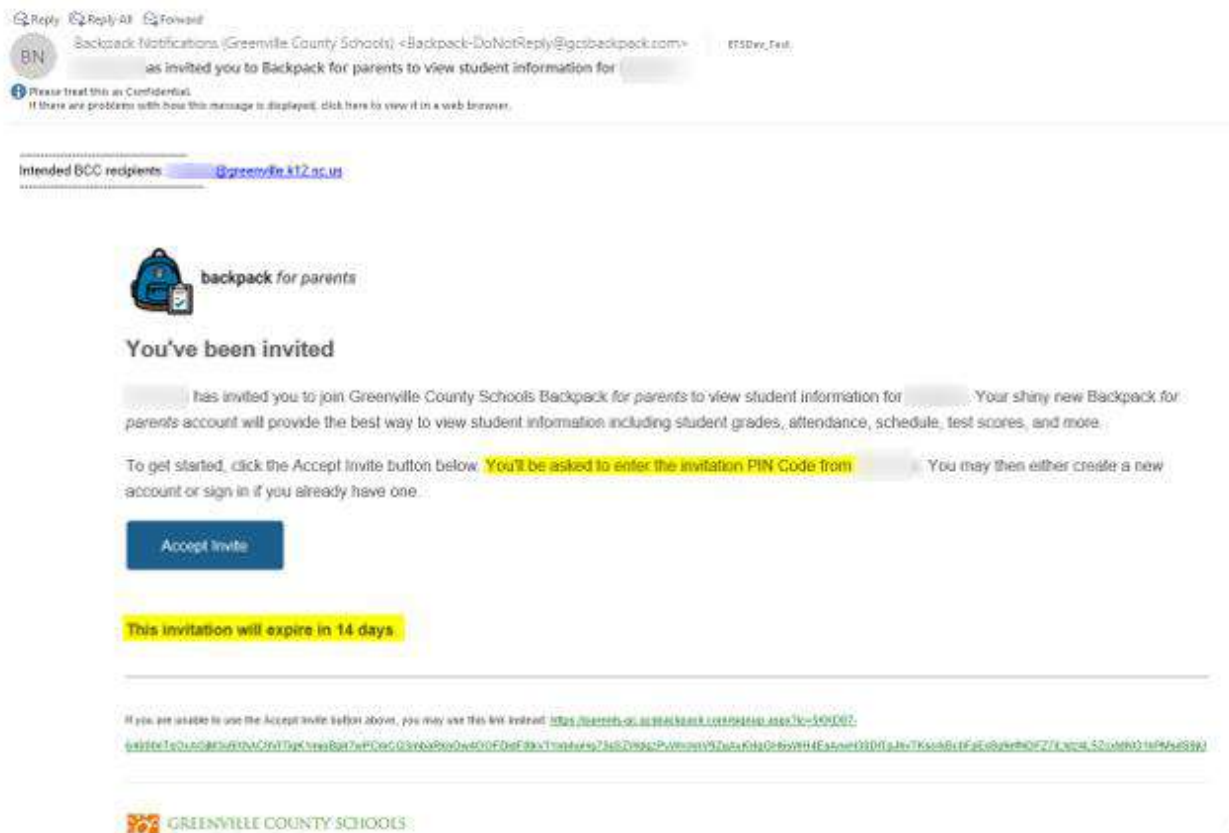 Reply Reply All Forward
BN
Backpack Notifications (Greenville County Schools) <Backpack-DoNotReply@gcsbackpack.com> ETSDev_Test
as invited you to Backpack for parents to view student information for
Please treat this as Confidential.
If there are problems with how this message is displayed, click here to view it in a web browser.
Intended BCC recipients @greenville.k12.sc.us
backpack for parents
You've been invited
has invited you to join Greenville County Schools Backpack for parents to view student information for Your shiny new Backpack for
parents account will provide the best way to view student information including student grades, attendance, schedule, test scores, and more.
To get started, click the Accept Invite button below. You'll be asked to enter the invitation PIN Code from . You may then either create a new
account or sign in if you already have one.
Accept Invite
This invitation will expire in 14 days.
If you are unable to use the Accept Invite button above, you may use this link instead:
GREENVILLE COUNTY SCHOOLS